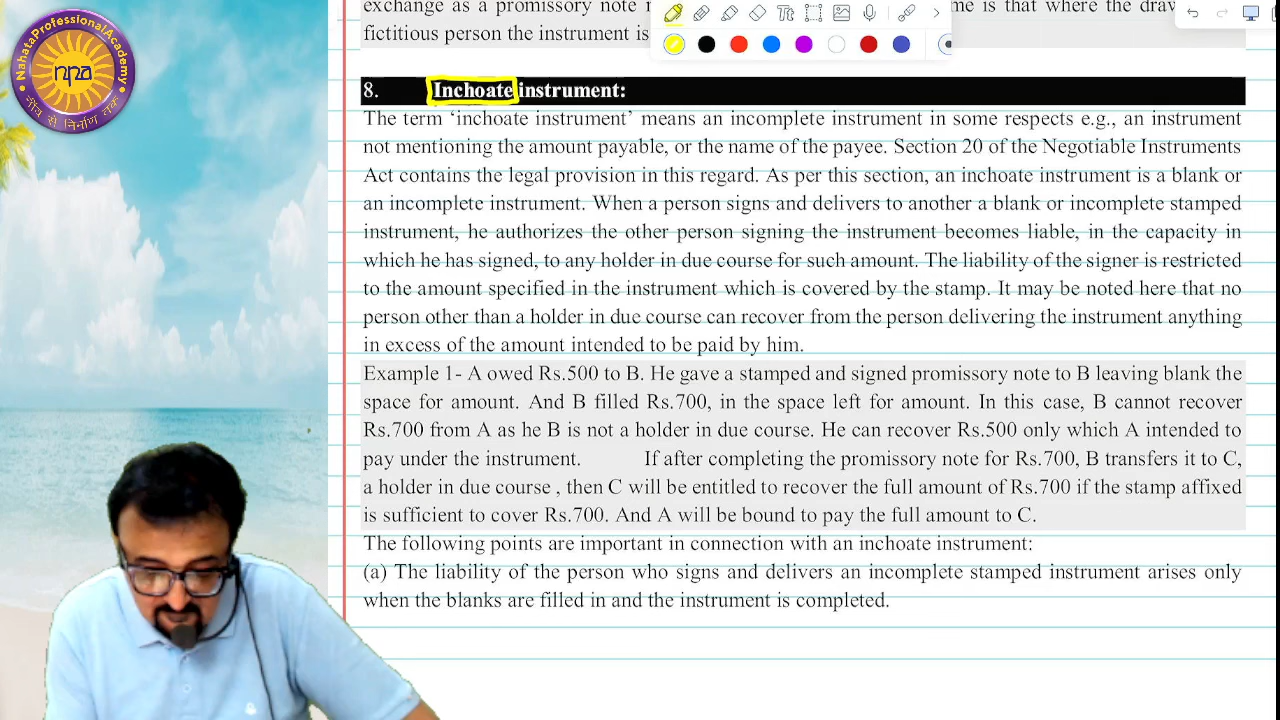 NahataProfessionalAcademy
npa
नींव से निर्माण तक
exchange as a promissory note
me is that where the draw
fictitious person the instrument is
Tt
8. Inchoate instrument:
The term ‘inchoate instrument’ means an incomplete instrument in some respects e.g., an instrument
not mentioning the amount payable, or the name of the payee. Section 20 of the Negotiable Instruments
Act contains the legal provision in this regard. As per this section, an inchoate instrument is a blank or
an incomplete instrument. When a person signs and delivers to another a blank or incomplete stamped
instrument, he authorizes the other person signing the instrument becomes liable, in the capacity in
which he has signed, to any holder in due course for such amount. The liability of the signer is restricted
to the amount specified in the instrument which is covered by the stamp. It may be noted here that no
person other than a holder in due course can recover from the person delivering the instrument anything
in excess of the amount intended to be paid by him.
Example 1- A owed Rs.500 to B. He gave a stamped and signed promissory note to B leaving blank the
space for amount. And B filled Rs.700, in the space left for amount. In this case, B cannot recover
Rs.700 from A as he B is not a holder in due course. He can recover Rs.500 only which A intended to
pay under the instrument. If after completing the promissory note for Rs.700, B transfers it to C,
a holder in due course , then C will be entitled to recover the full amount of Rs.700 if the stamp affixed
is sufficient to cover Rs.700. And A will be bound to pay the full amount to C.
The following points are important in connection with an inchoate instrument:
(a) The liability of the person who signs and delivers an incomplete stamped instrument arises only
when the blanks are filled in and the instrument is completed.